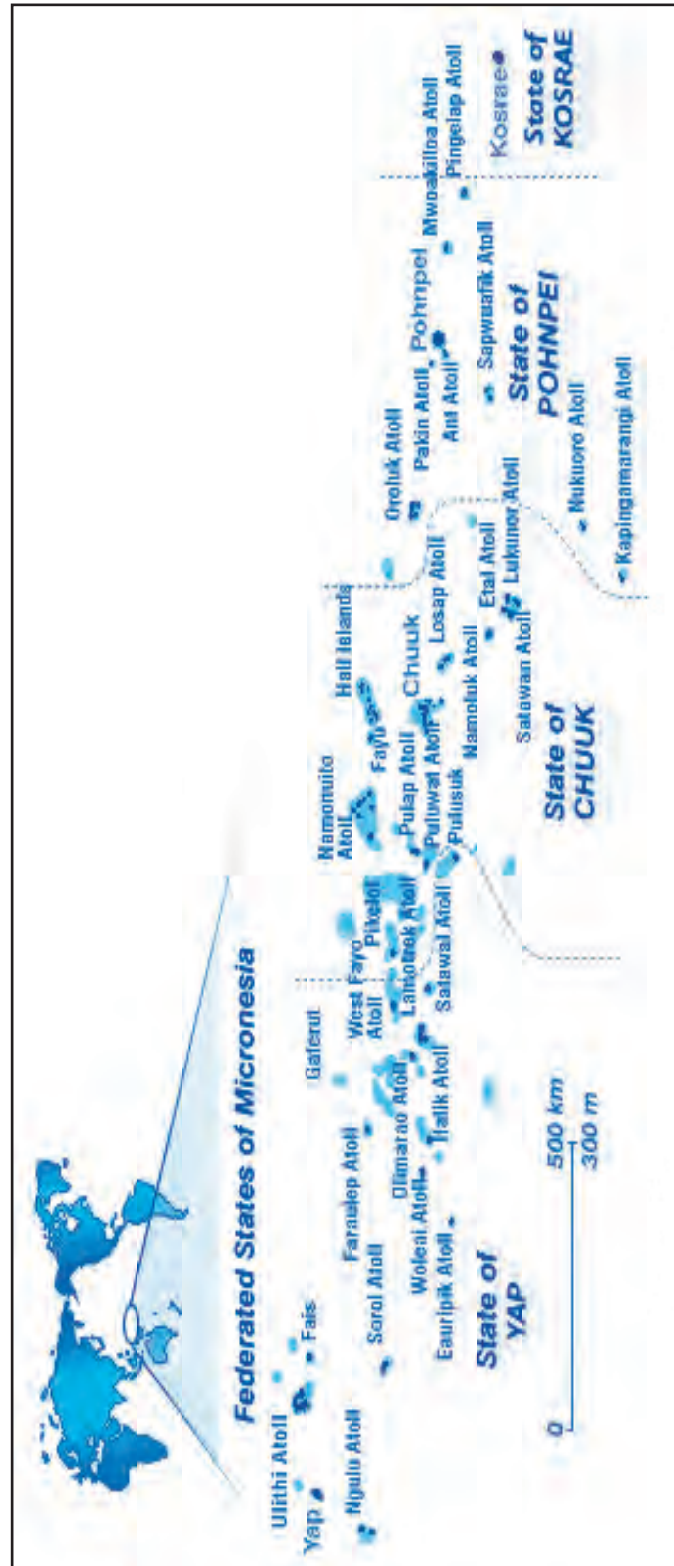 Federated States of Micronesia
Ulithi Atoll
Yap
Fais
Ngulu Atoll
Sorol Atoll
Faraulep Atoll
Gaferut
West Fayo
Atoll
Pikelot
Olimarao Atoll
Lamotrek Atoll
Woleai Atoll
Ifalik Atoll
Satawal Atoll
Eauripik Atoll
State of
YAP
Namonuito
Atoll
Fayu
Hall Islands
Pulap Atoll
Chuuk
Puluwat Atoll
Pulusuk
Losap Atoll
Namoluk Atoll
Etal Atoll
Lukunor Atoll
Satowan Atoll
State of
CHUUK
Oroluk Atoll
Pakin Atoll
Pohnpei
Ant Atoll
Mwoakilloa Atoll
Pingelap Atoll
Sapwuafik Atoll
State of
POHNPEI
Nukuoro Atoll
Kapingamarangi Atoll
Kosrae
State of
KOSRAE
0
500 km
300 m